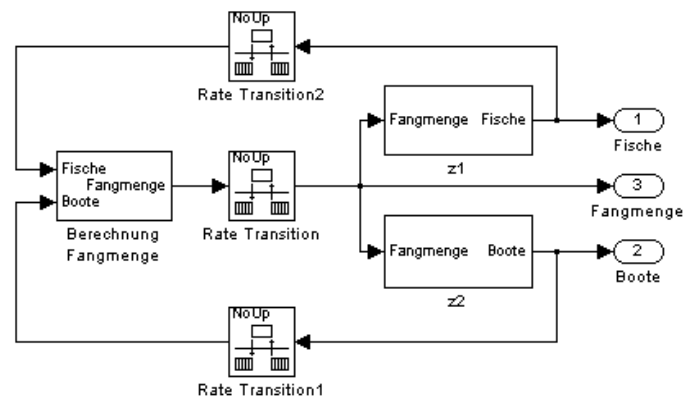 NoUp
Rate Transition2
Fangmenge Fische
1
Fische
z1
Fische
Fangmenge
Boote
NoUp
3
Fangmenge
Berechnung
Fangmenge
Rate Transition
Fangmenge Boote
2
Boote
z2
NoUp
Rate Transition1